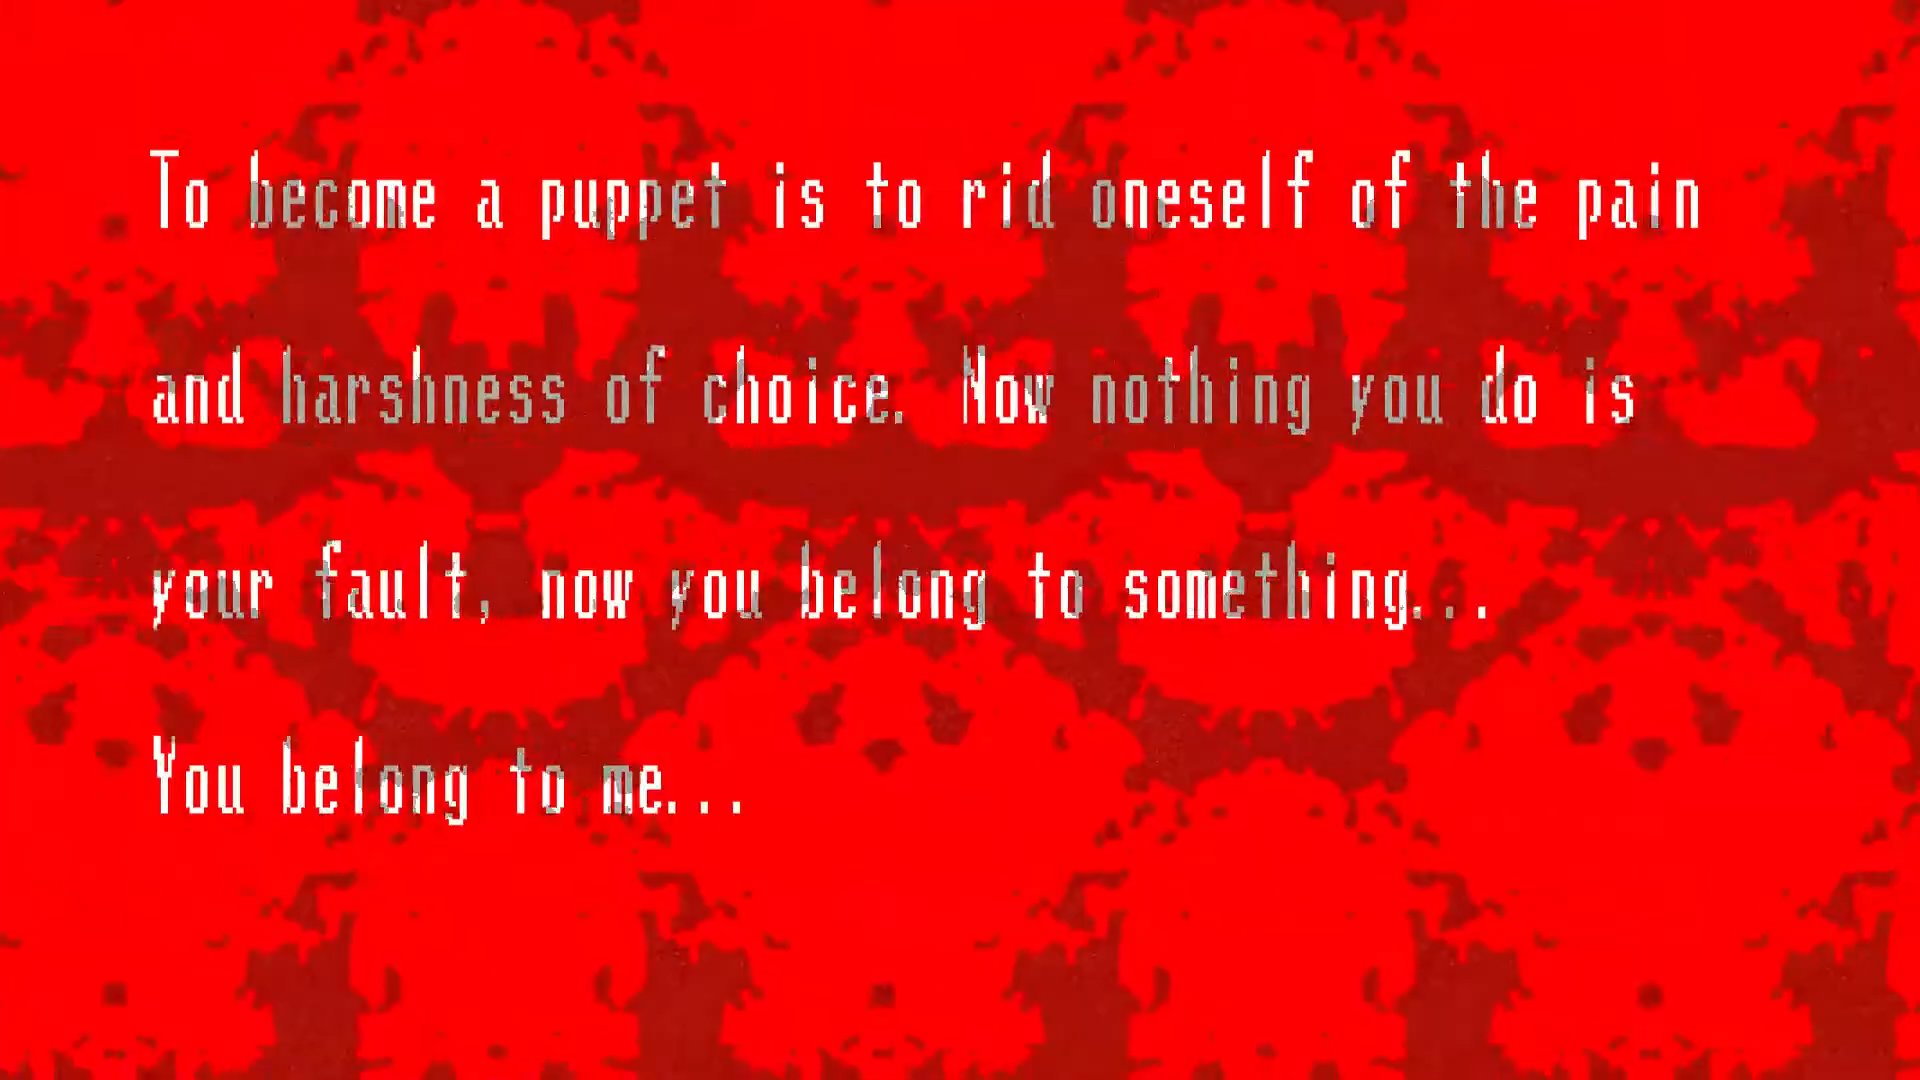 To become a puppet is to rid oneself of the pain
and harshness of choice. Now nothing you do is
your fault, now you belong to something...
You belong to me...